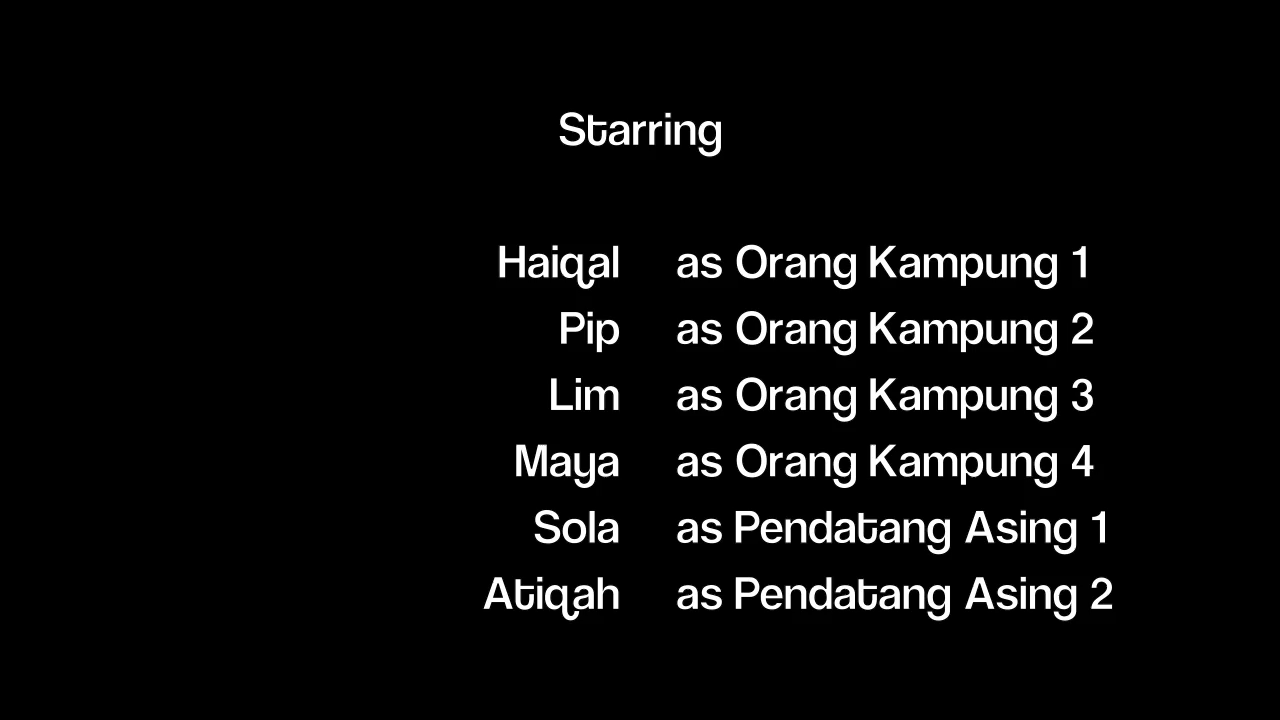 Starring
Haiqal as Orang Kampung 1
Pip as Orang Kampung 2
Lim as Orang Kampung 3
Maya as Orang Kampung 4
Sola as Pendatang Asing 1
Atiqah as Pendatang Asing 2